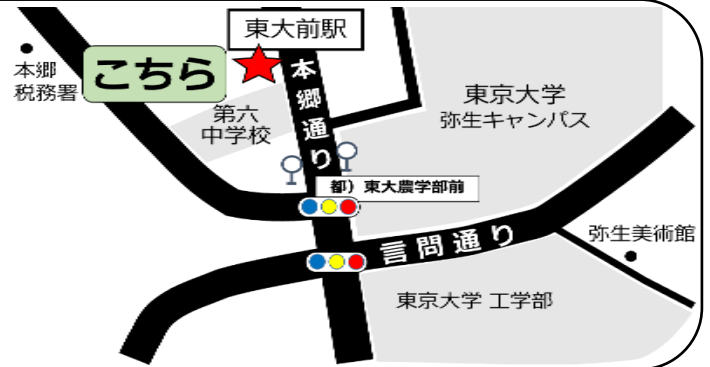 東大前駅
こちら
本郷
税務署
本郷通り
第六
中学校
東京大学
弥生キャンパス
都）東大農学部前
言問通り
弥生美術館
東京大学 工学部